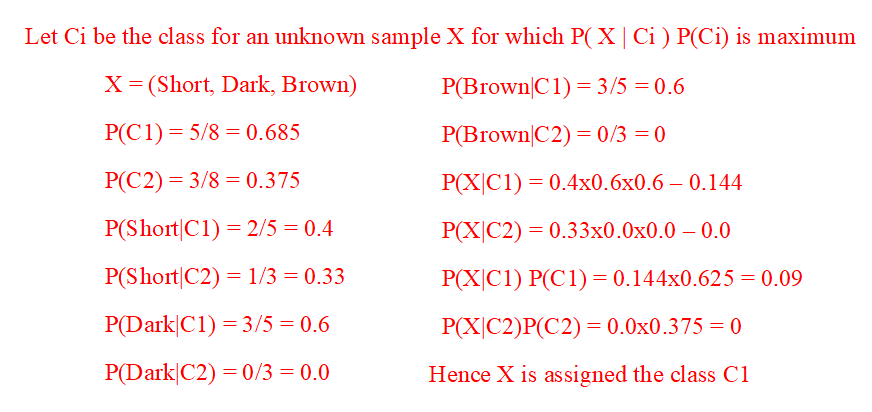 Let Ci be the class for an unknown sample X for which P( X | Ci ) P(Ci) is maximum
X = (Short, Dark, Brown)
P(C1) = 5/8 = 0.685
P(C2) = 3/8 = 0.375
P(Short|C1) = 2/5 = 0.4
P(Short|C2) = 1/3 = 0.33
P(Dark|C1) = 3/5 = 0.6
P(Dark|C2) = 0/3 = 0.0
P(Brown|C1) = 3/5 = 0.6
P(Brown|C2) = 0/3 = 0
P(X|C1) = 0.4x0.6x0.6 – 0.144
P(X|C2) = 0.33x0.0x0.0 – 0.0
P(X|C1) P(C1) = 0.144x0.625 = 0.09
P(X|C2)P(C2) = 0.0x0.375 = 0
Hence X is assigned the class C1